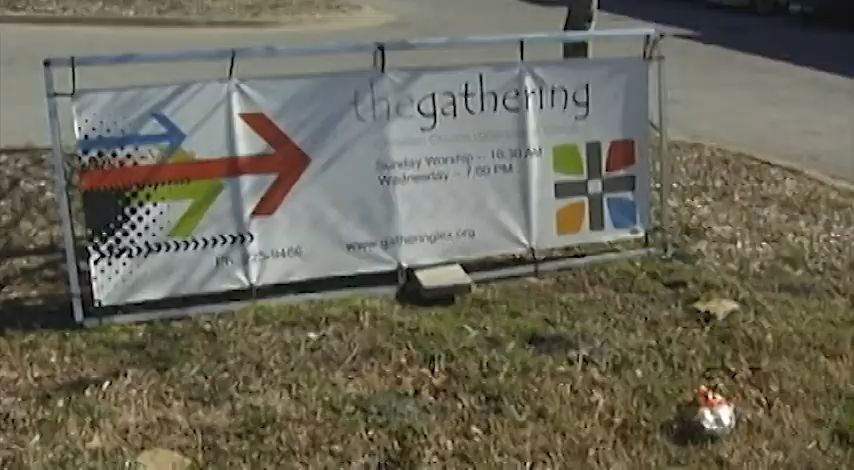 thegathering
Sunday Worship - 10:30 AM
Wednesday - 7:00 PM
www.gatheringlex.org